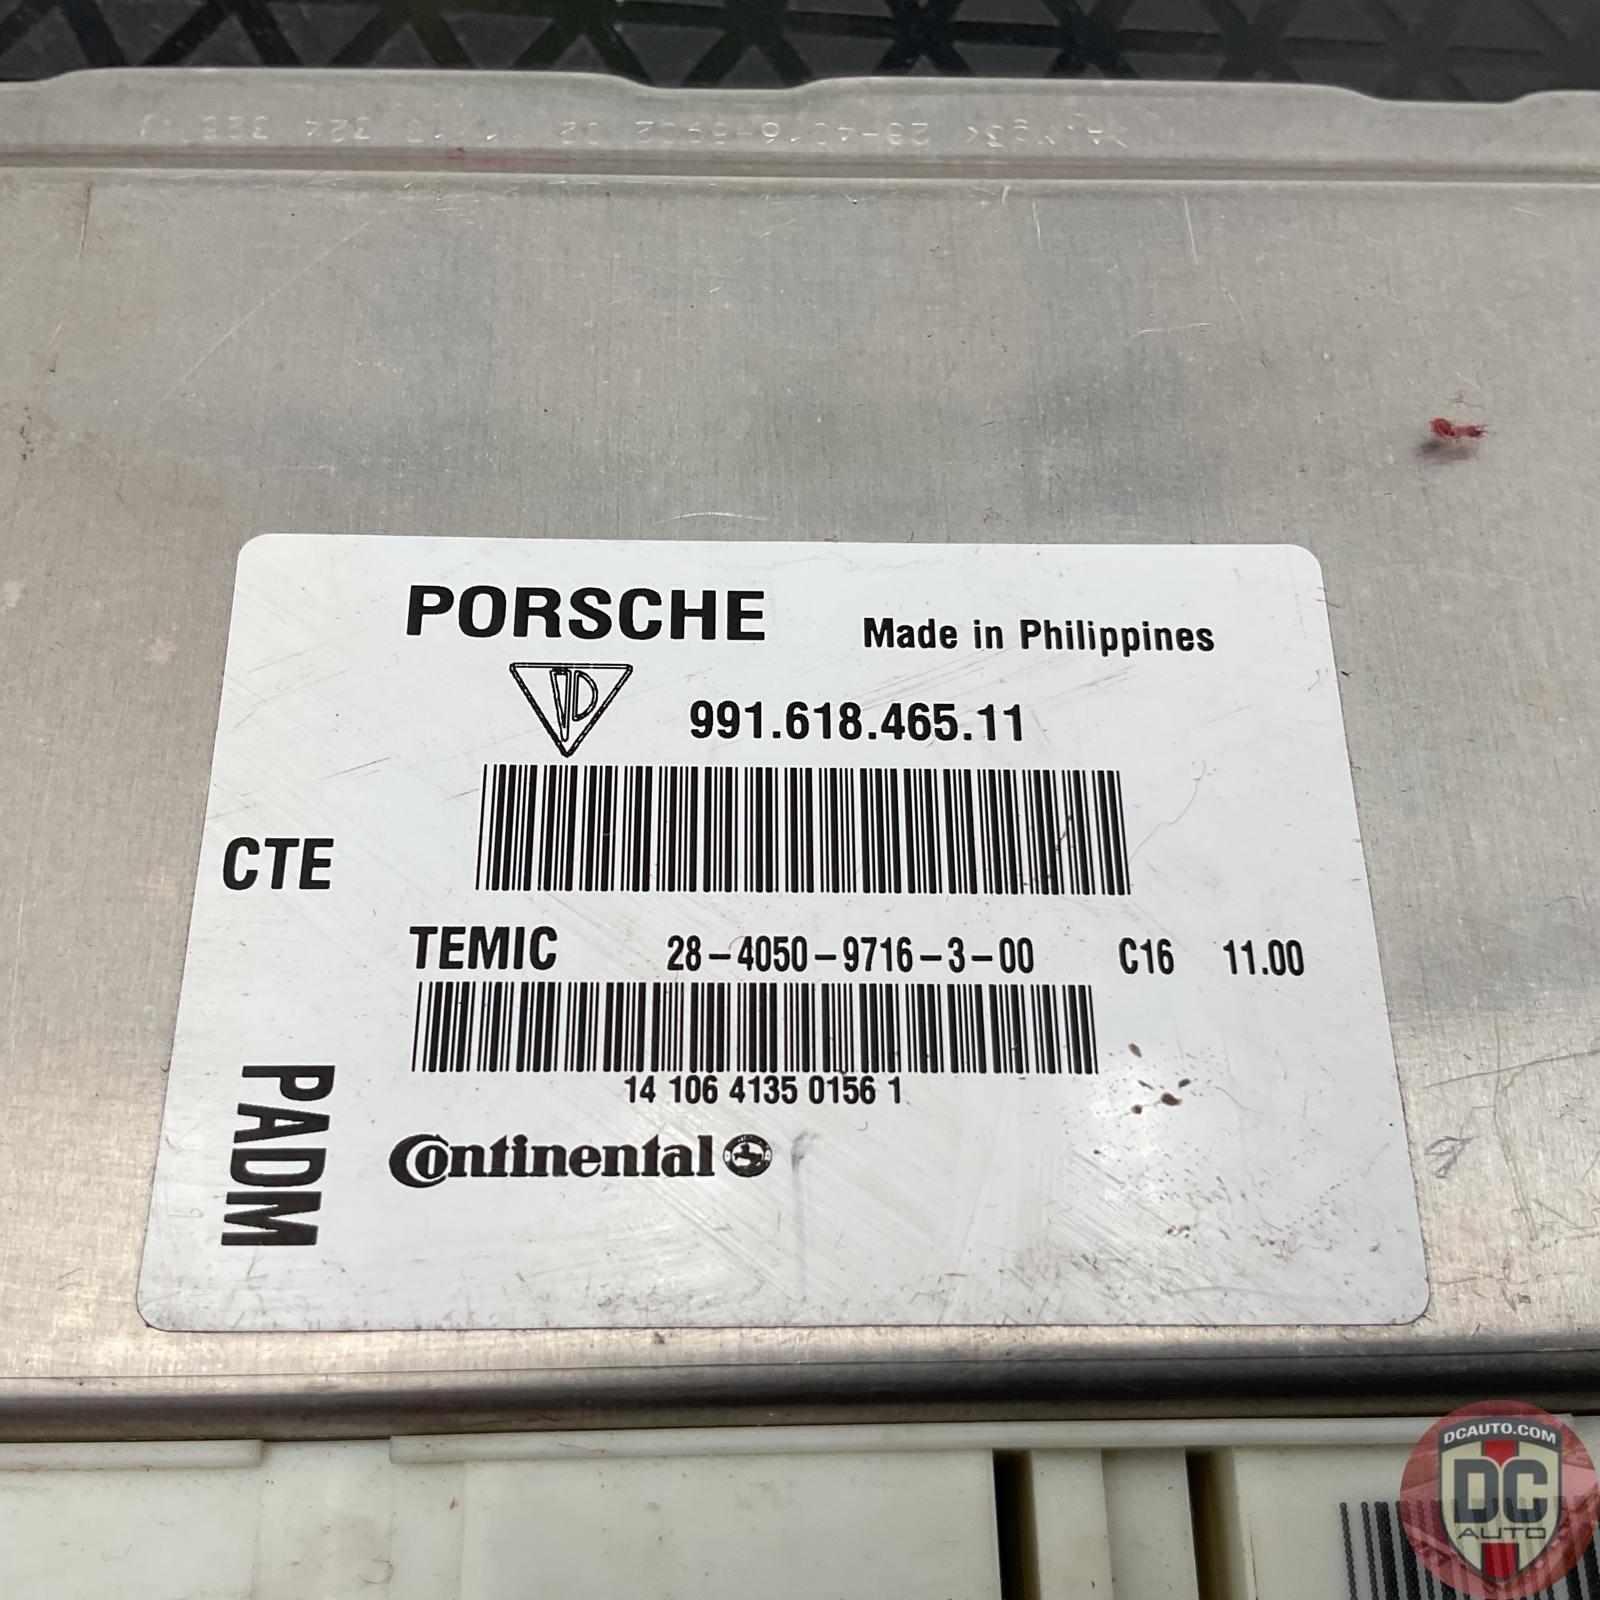 PORSCHE Made in Philippines
991.618.465.11
CTE
TEMIC 28-4050-9716-3-00 C16 11.00
14 106 4135 0156 1
PADM
Continental
DCAUTO.COM
DC
AUTO